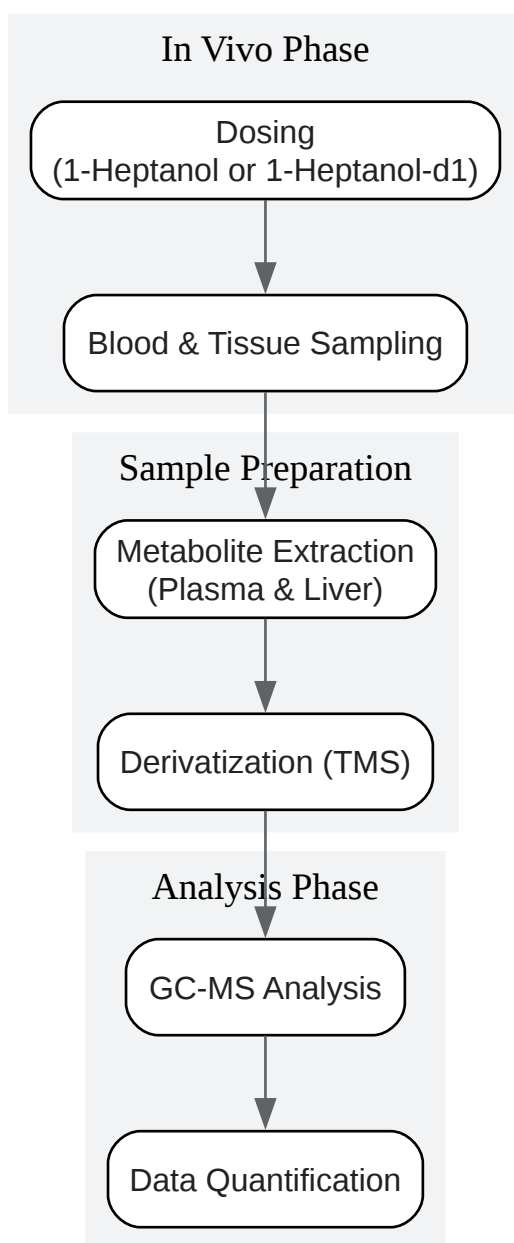 In Vivo Phase
Dosing
(1-Heptanol or 1-Heptanol-d1)
Blood & Tissue Sampling
Sample Preparation
Metabolite Extraction
(Plasma & Liver)
Derivatization (TMS)
Analysis Phase
GC-MS Analysis
Data Quantification